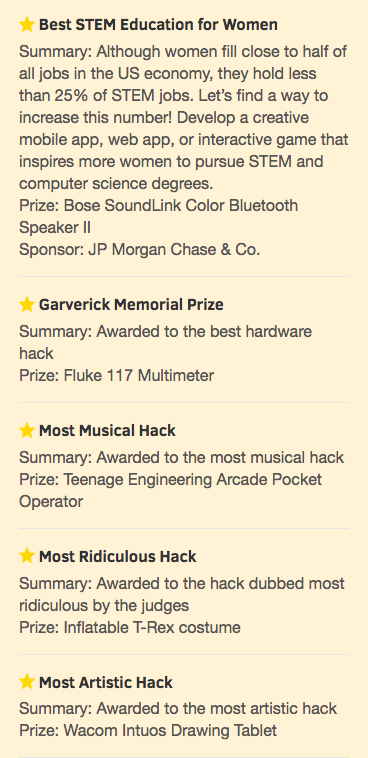 Best STEM Education for Women
Summary: Although women fill close to half of
all jobs in the US economy, they hold less
than 25% of STEM jobs. Let’s find a way to
increase this number! Develop a creative
mobile app, web app, or interactive game that
inspires more women to pursue STEM and
computer science degrees.
Prize: Bose SoundLink Color Bluetooth
Speaker II
Sponsor: JP Morgan Chase & Co.
Garverick Memorial Prize
Summary: Awarded to the best hardware
hack
Prize: Fluke 117 Multimeter
Most Musical Hack
Summary: Awarded to the most musical hack
Prize: Teenage Engineering Arcade Pocket
Operator
Most Ridiculous Hack
Summary: Awarded to the hack dubbed most
ridiculous by the judges
Prize: Inflatable T-Rex costume
Most Artistic Hack
Summary: Awarded to the most artistic hack
Prize: Wacom Intuos Drawing Tablet